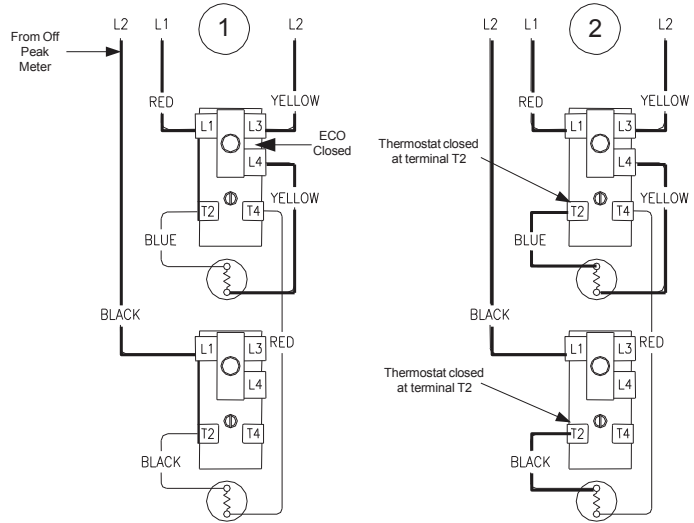 L2 L1 1 L2
From Off
Peak
Meter
RED YELLOW
L1 L3
ECO
Closed
L4
YELLOW
T2 T4
BLUE
BLACK
RED
L1 L3
L4
T2 T4
BLACK
L2 L1 2 L2
RED YELLOW
L1 L3
Thermostat closed
at terminal T2
L4
YELLOW
T2 T4
BLUE
BLACK
RED
L1 L3
Thermostat closed
at terminal T2
L4
T2 T4
BLACK